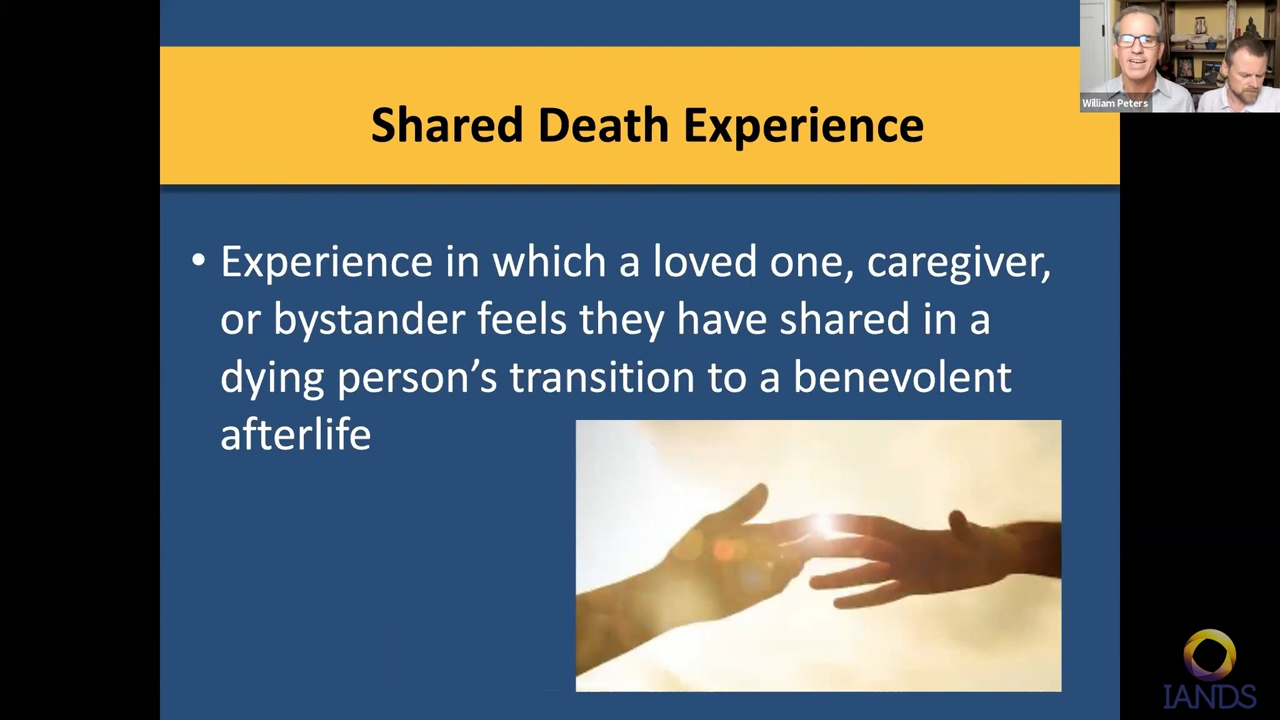 William Peters
Shared Death Experience
• Experience in which a loved one, caregiver,
or bystander feels they have shared in a
dying person’s transition to a benevolent
afterlife
IANDS